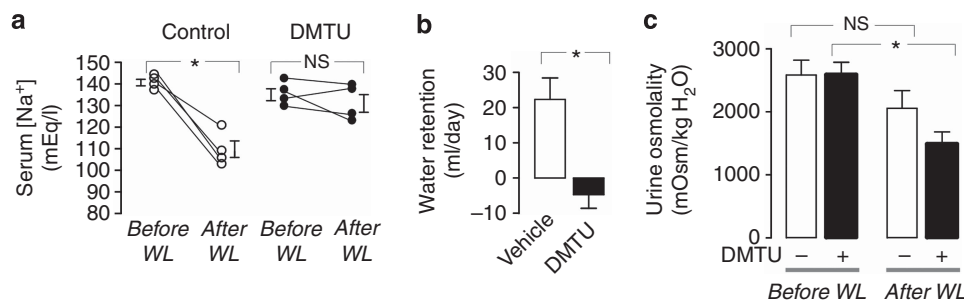 a
Control DMTU
* NS
Serum [Na⁺]
(mEq/l)
150
140
130
120
110
100
90
80
Before WL
After WL
Before WL
After WL
b
*
Water retention
(ml/day)
30
20
10
0
–10
Vehicle
DMTU
c
NS
*
Urine osmolality
(mOsm/kg H₂O)
3000
2000
1000
0
DMTU – + – +
Before WL After WL